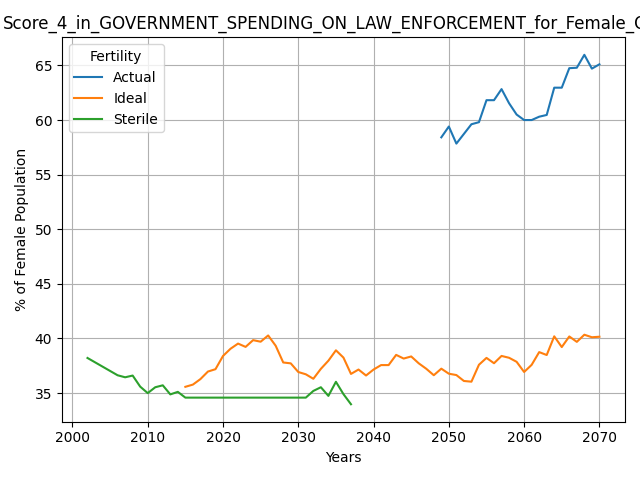 Score_4_in_GOVERNMENT_SPENDING_ON_LAW_ENFORCEMENT_for_Female_
Fertility
Actual
Ideal
Sterile
% of Female Population
65
60
55
50
45
40
35
2000 2010 2020 2030 2040 2050 2060 2070
Years